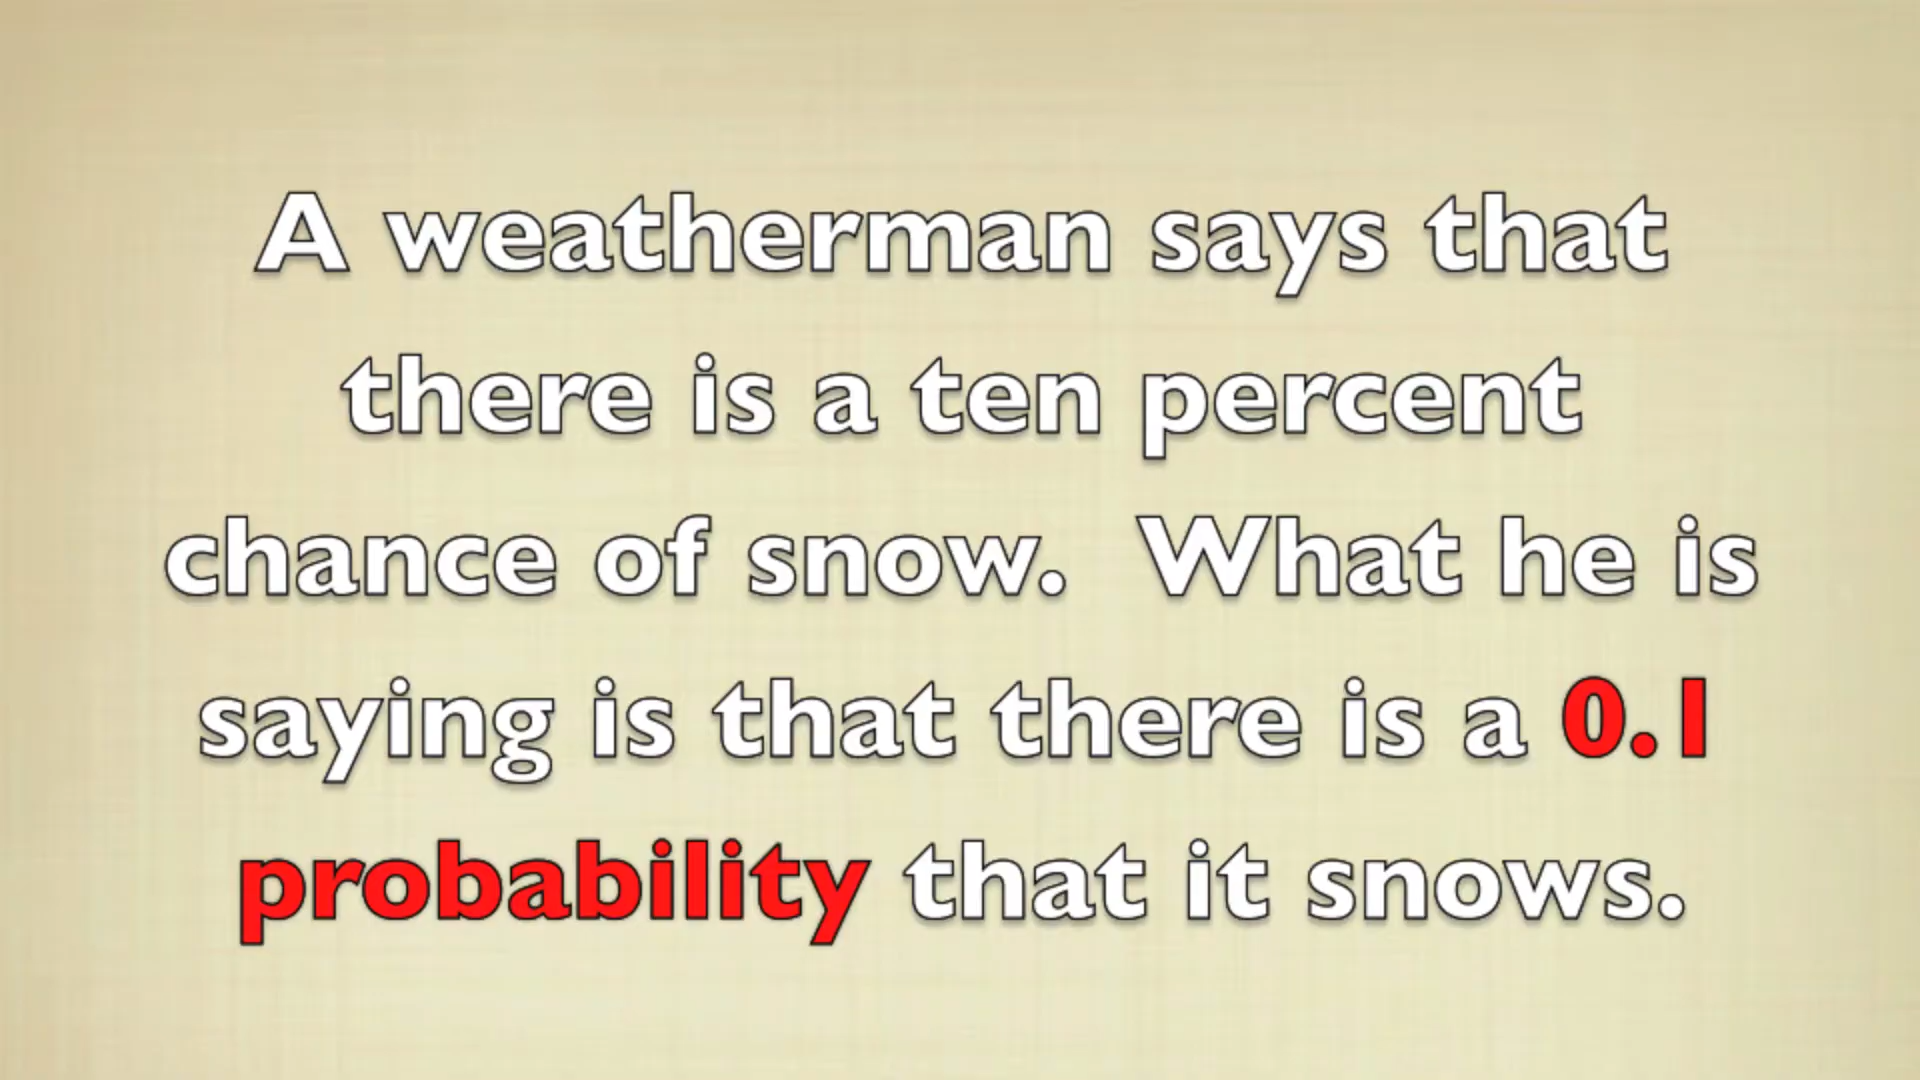 A weatherman says that
there is a ten percent
chance of snow.  What he is
saying is that there is a 0.1
probability that it snows.